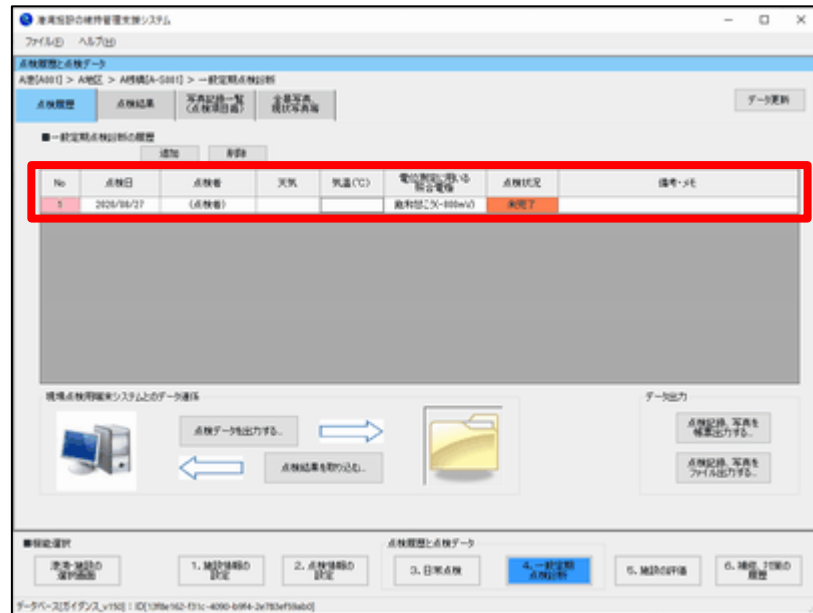 港湾施設の維持管理支援システム
ファイル(F) ヘルプ(H)
点検履歴と点検データ
A港[A001] > A地区 > A桟橋[A-S001] > 一般定期点検診断
点検履歴 点検結果 写真記録一覧 全景写真、 データ更新
(点検項目毎) 現状写真等
■一般定期点検診断の履歴
追加 削除
No 点検日 点検者 天気 気温(℃) 電位測定に用いる 点検状況 備考・メモ
照合電極
1 2020/08/27 (点検者) 飽和甘こう(-800mV) 未完了
現場点検用端末システムとのデータ連係 データ出力
点検データを出力する... 点検記録、写真を
帳票出力する...
点検結果を取り込む... 点検記録、写真を
ファイル出力する...
■機能選択 点検履歴と点検データ
港湾・施設の 1. 施設情報の 2. 点検情報の 3. 日常点検 4. 一般定期 5. 施設の評価 6. 補修、対策の
選択画面 設定 設定 点検診断 履歴
データベース[ガイダンス_v150] : ID[